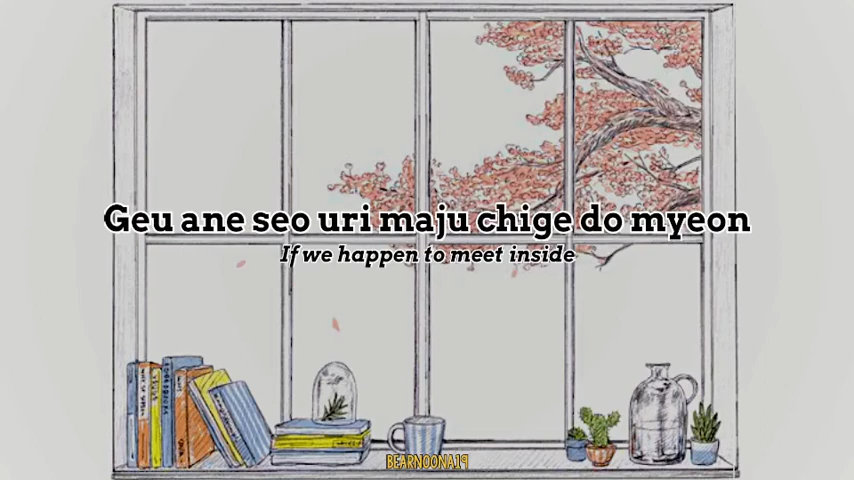 Geu ane seo uri maju chige do myeon
If we happen to meet inside
BEARNOONA19